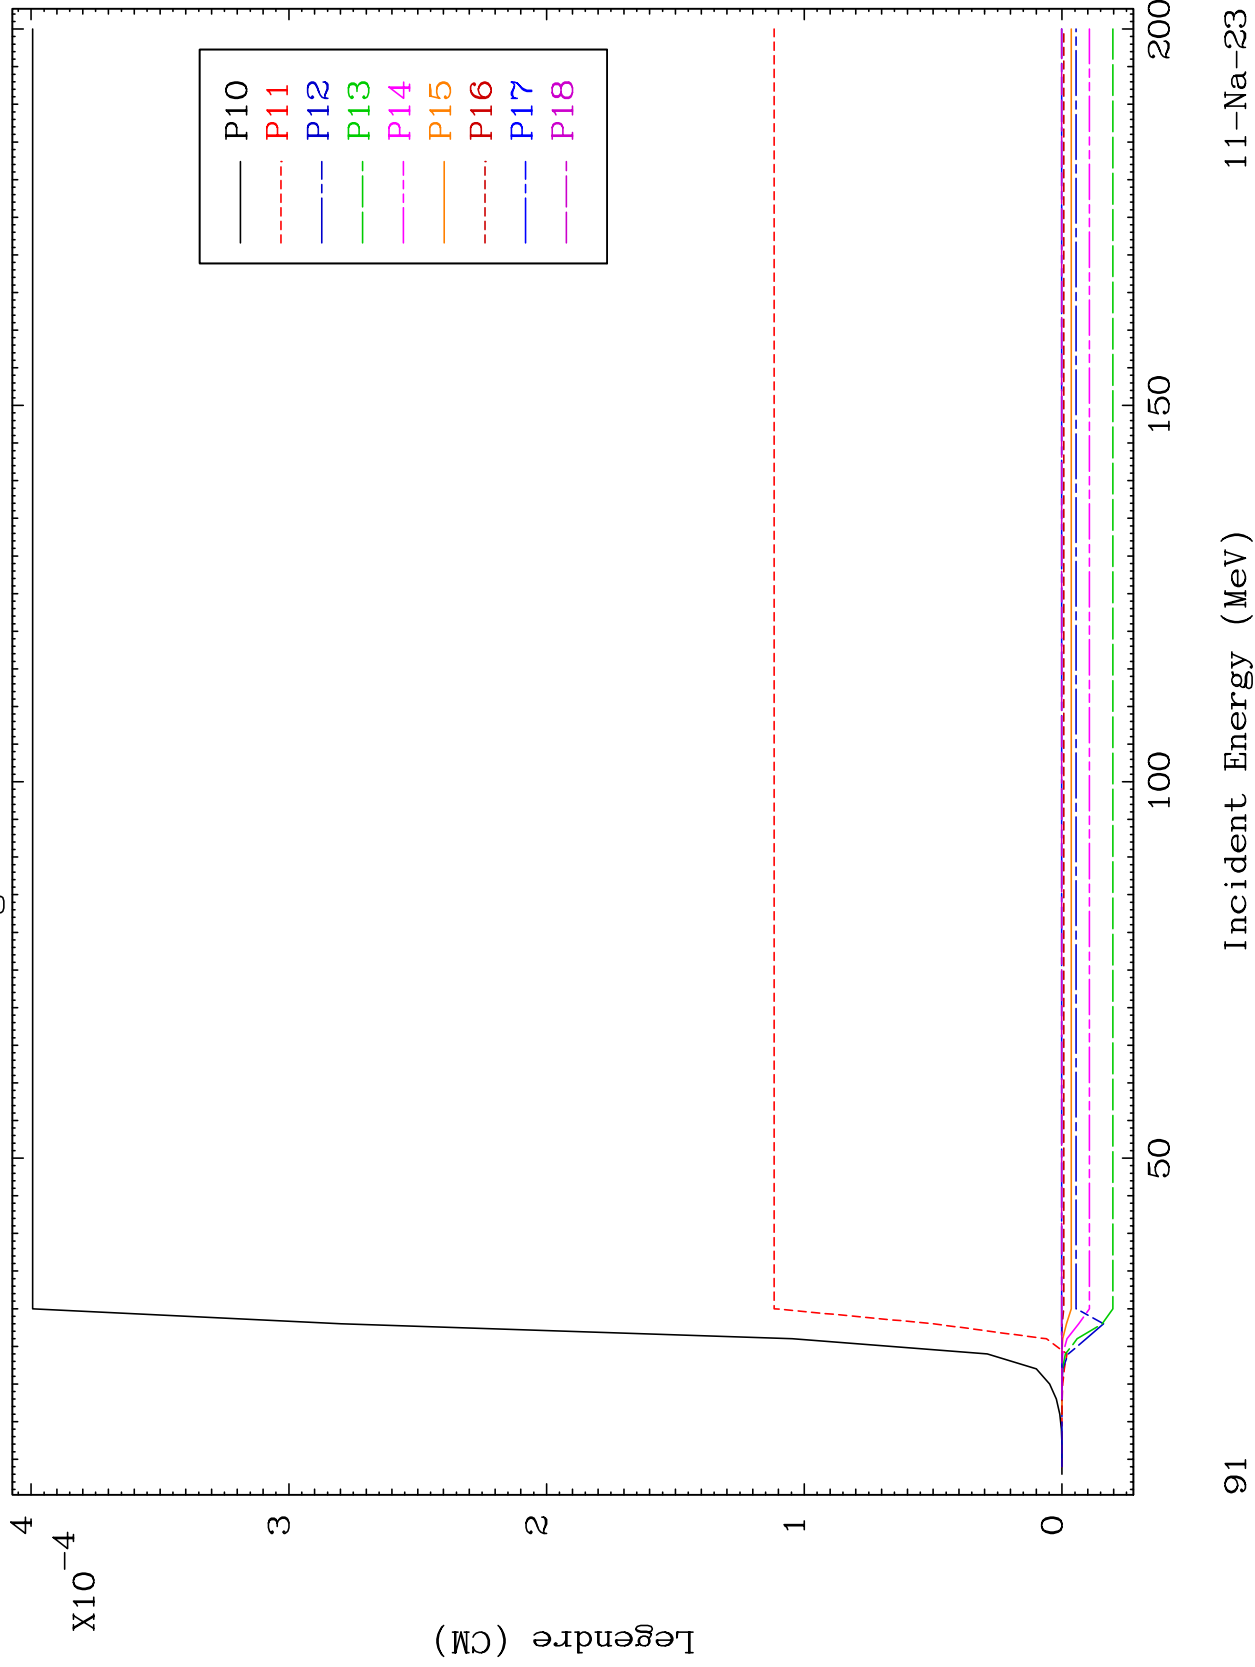 X10-4
4
3
2
1
0
Legendre (CM)
P10
P11
P12
P13
P14
P15
P16
P17
P18
50
100
150
200
Incident Energy (MeV)
91
11-Na-23